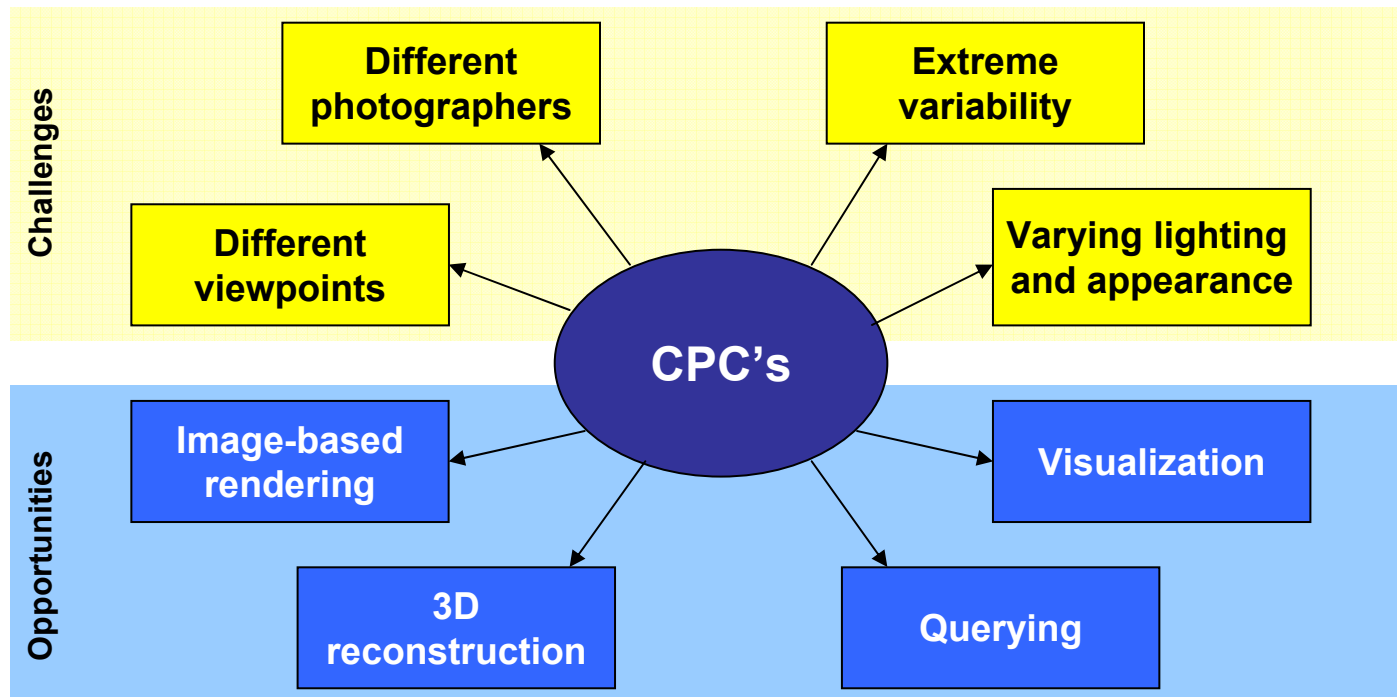 Challenges
Different
photographers
Extreme
variability
Different
viewpoints
Varying lighting
and appearance
CPC’s
Opportunities
Image-based
rendering
Visualization
3D
reconstruction
Querying